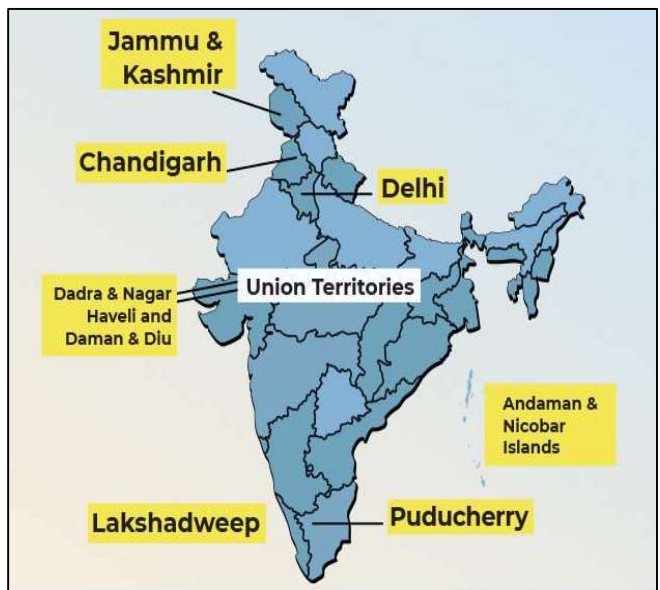 Jammu &
Kashmir
Chandigarh
Delhi
Union Territories
Dadra & Nagar
Haveli and
Daman & Diu
Andaman &
Nicobar
Islands
Lakshadweep
Puducherry